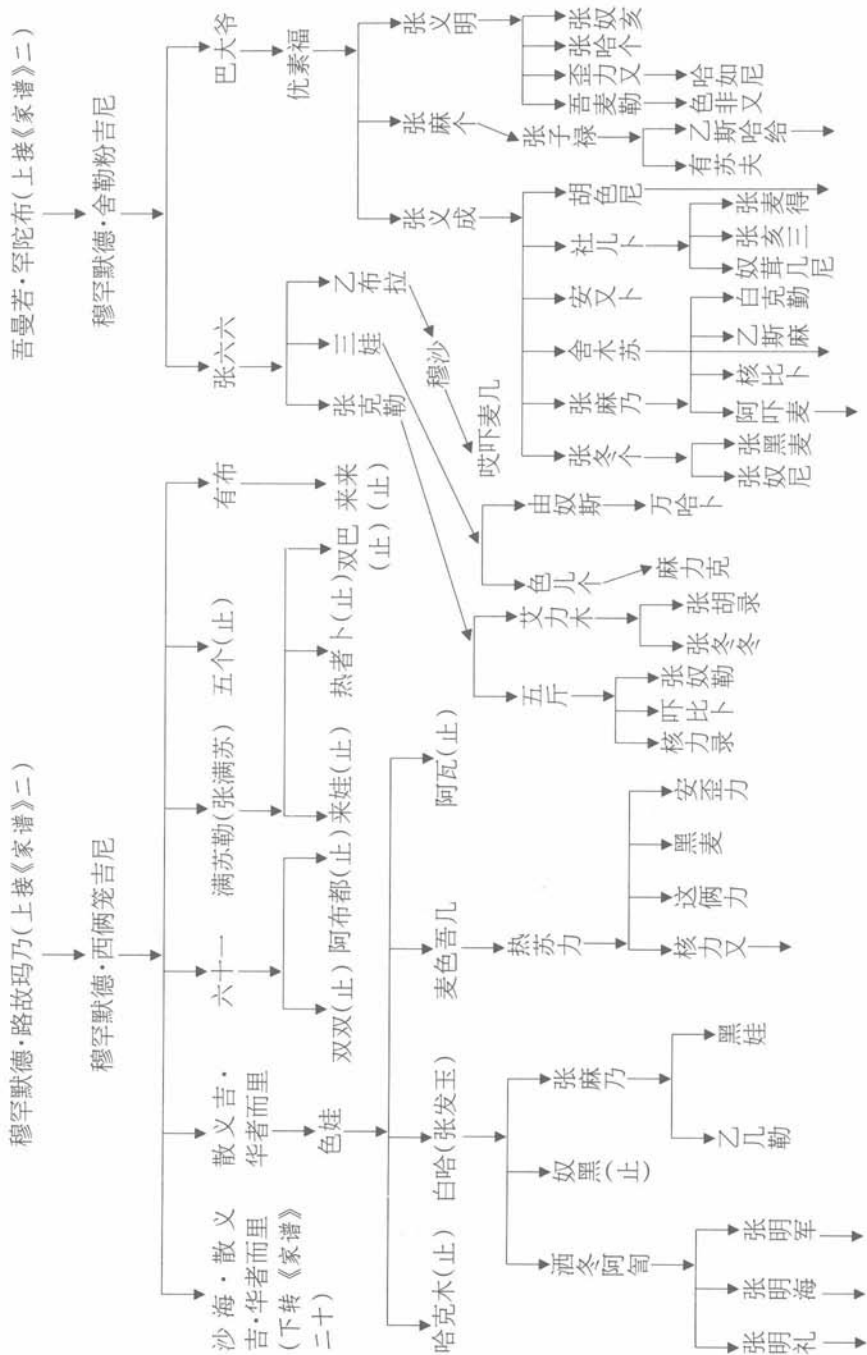 穆罕默德·路故玛乃(上接《家谱》二)
穆罕默德·西俩笼吉尼
沙海·散义
吉·华者而里
(下转《家谱》
二十)
散义吉·
华者而里
六十一
满苏勒(张满苏)
五个(止)
有布
色娃
双双(止)
阿布都(止)
来娃(止)
热者卜(止)
双巴
(止)
来来
(止)
哈克木(止)
白哈(张发玉)
麦色吾几
阿瓦(止)
洒冬阿訇
奴黑(止)
张麻乃
热苏力
张明礼
张明海
张明军
乙几勒
黑娃
核力又
这俩力
黑麦
安歪力
吾曼若·罕陀布(上接《家谱》二)
穆罕默德·舍勒粉吉尼
张六六
巴大爷
张克勒
三娃
乙布拉
优素福
穆沙
哎吓麦几
张义成
张麻个
张义明
五斤
艾力木
色儿个
由奴斯
核力录
吓比卜
张奴勒
张冬冬
张胡录
麻力克
万哈卜
张冬个
张麻乃
舍木苏
安又卜
社儿卜
胡色尼
张子禄
吾麦勒
歪力又
张哈个
张奴亥
张奴尼
张黑麦
阿吓麦
核比卜
乙斯麻
白克勤
奴茸几尼
张亥三
张麦得
有苏夫
乙斯哈给
色非又
哈如尼